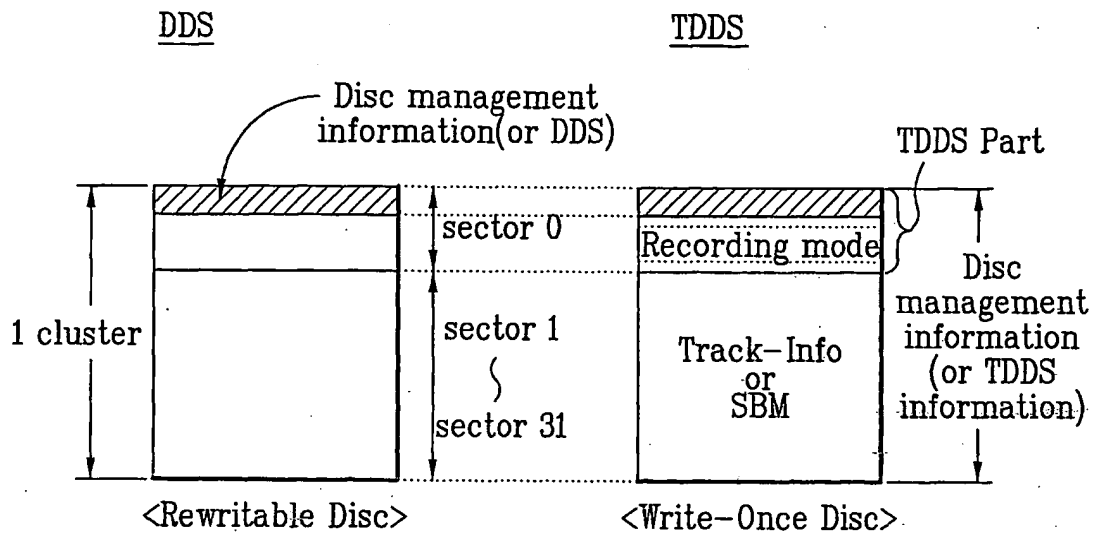 DDS
TDDS
Disc management
information(or DDS)
TDDS Part
sector 0
Recording mode
1 cluster
sector 1
sector 31
Track-Info
or
SBM
Disc
management
information
(or TDDS
information)
<Rewritable Disc>
<Write-Once Disc>